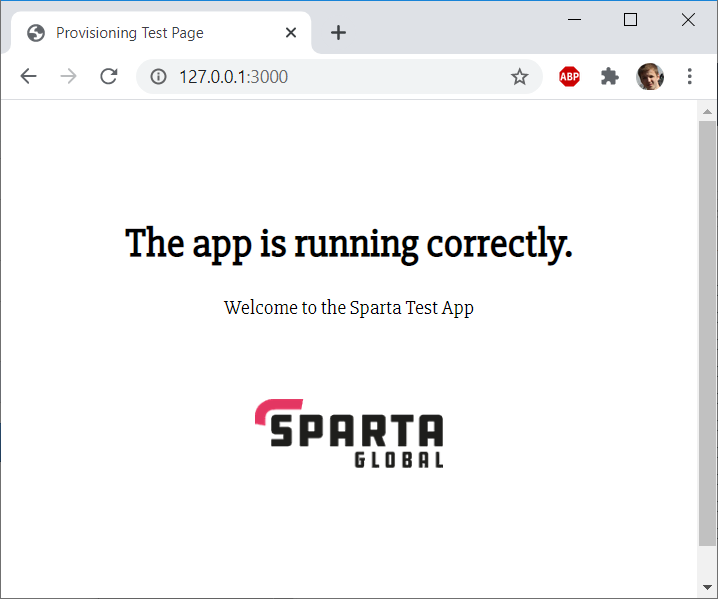 Provisioning Test Page
127.0.0.1:3000
ABP
The app is running correctly.
Welcome to the Sparta Test App
SPARTA
GLOBAL